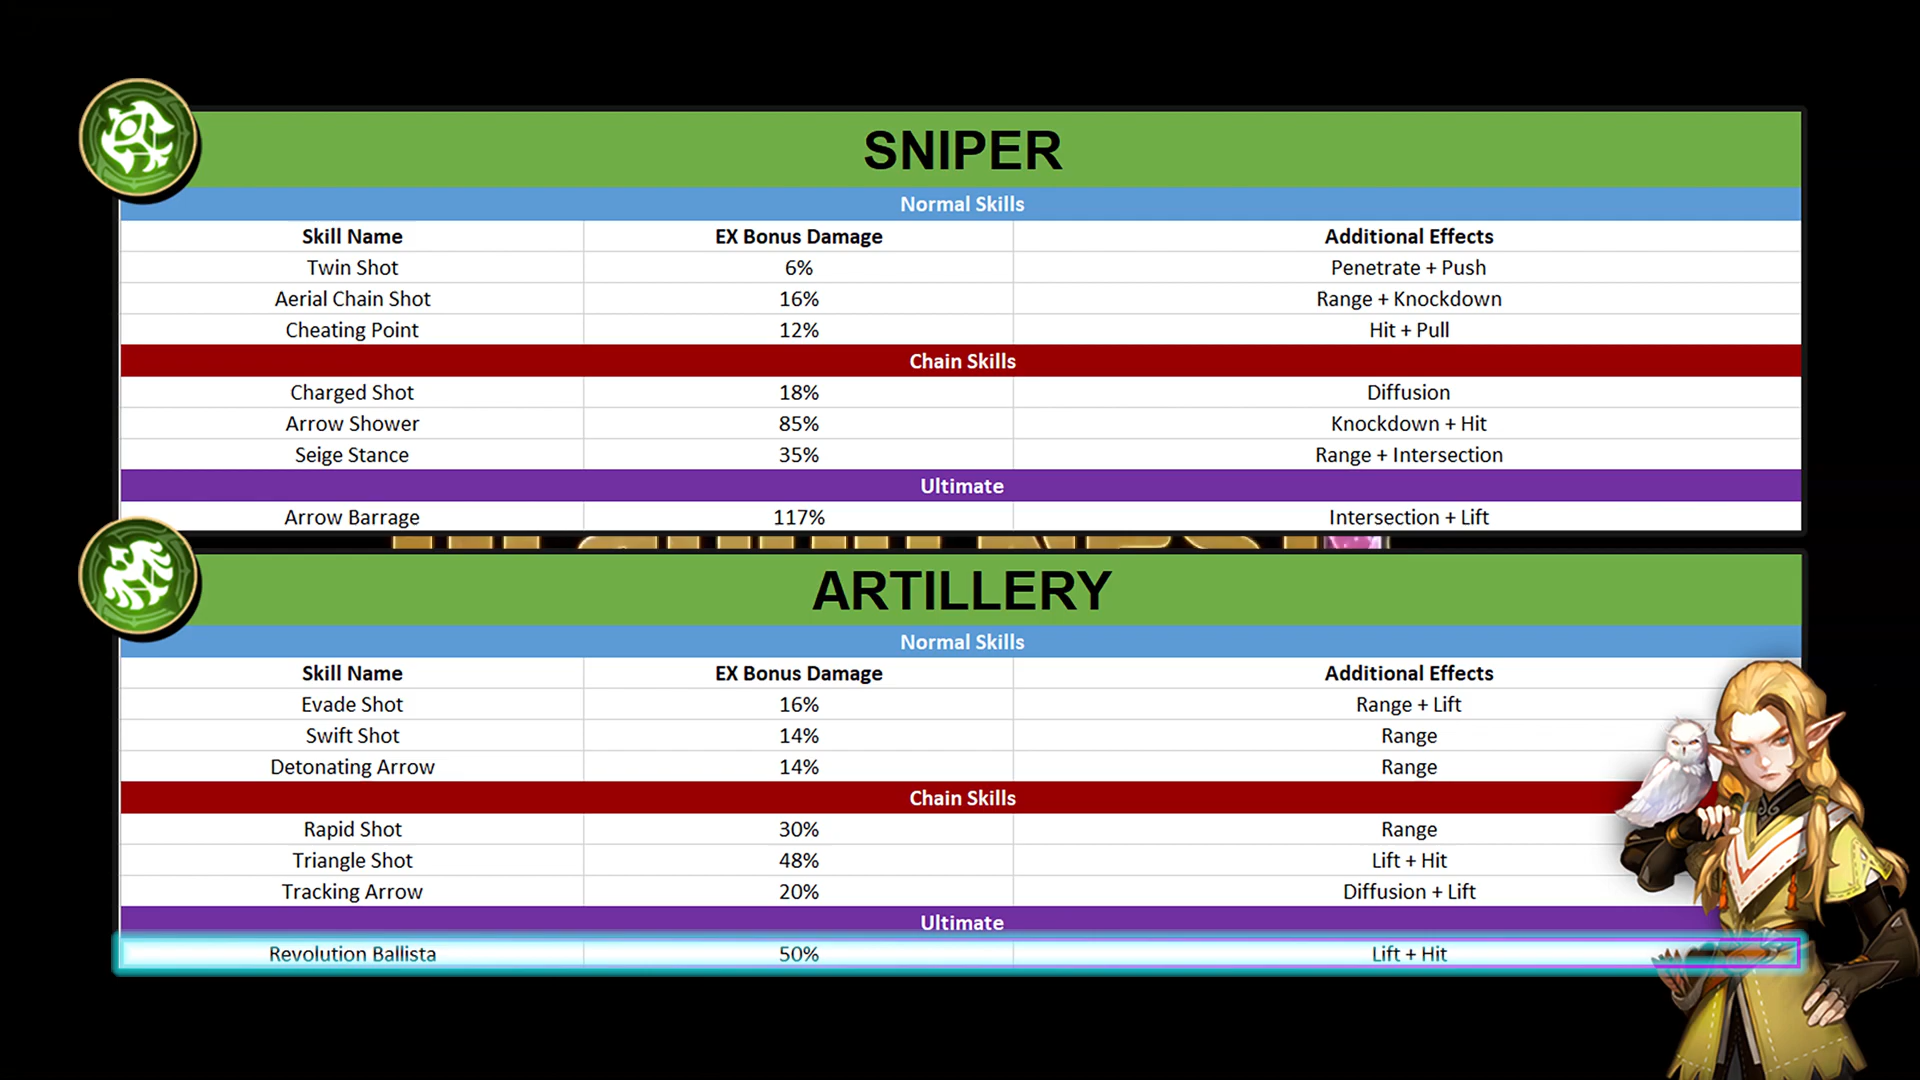 SNIPER
Normal Skills
Skill Name EX Bonus Damage Additional Effects
Twin Shot 6% Penetrate + Push
Aerial Chain Shot 16% Range + Knockdown
Cheating Point 12% Hit + Pull
Chain Skills
Charged Shot 18% Diffusion
Arrow Shower 85% Knockdown + Hit
Seige Stance 35% Range + Intersection
Ultimate
Arrow Barrage 117% Intersection + Lift
ARTILLERY
Normal Skills
Skill Name EX Bonus Damage Additional Effects
Evade Shot 16% Range + Lift
Swift Shot 14% Range
Detonating Arrow 14% Range
Chain Skills
Rapid Shot 30% Range
Triangle Shot 48% Lift + Hit
Tracking Arrow 20% Diffusion + Lift
Ultimate
Revolution Ballista 50% Lift + Hit